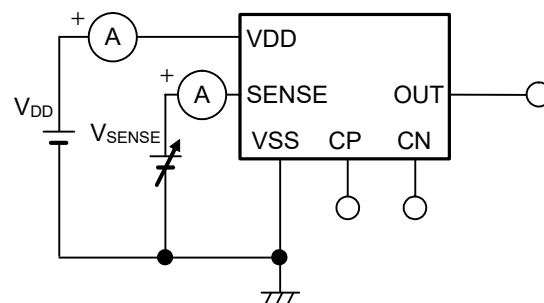 +
A
VDD
+
A
SENSE
OUT
VDD
VSENSE
VSS
CP
CN